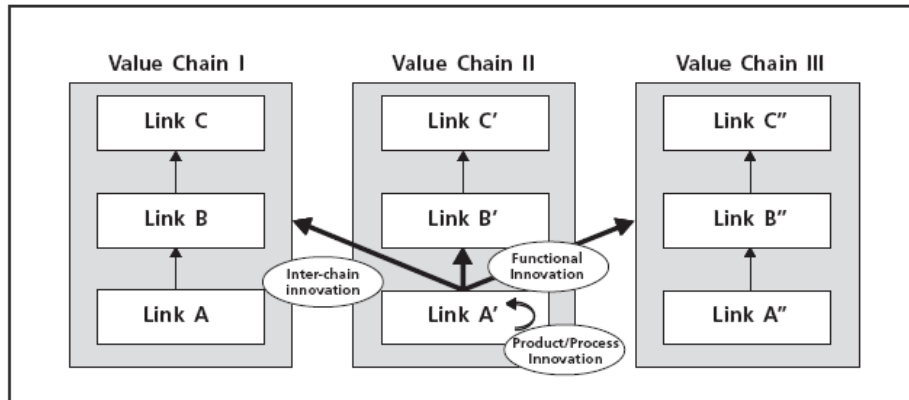 Value Chain I
Value Chain II
Value Chain III
Link C
Link C’
Link C”
Link B
Link B’
Link B”
Inter-chain
innovation
Functional
Innovation
Link A
Link A’
Link A”
Product/Process
Innovation